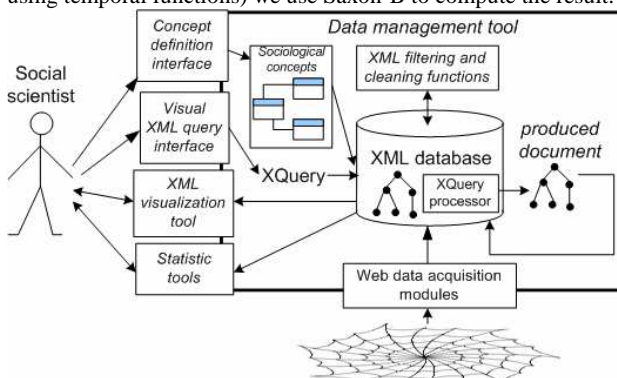 using temporal functions) we use Saxon-B to compute the result.
Data management tool
Social
scientist
Concept
definition
interface
Visual
XML query
interface
XML
visualization
tool
Statistic
tools
Sociological
concepts
XML filtering and
cleaning functions
XQuery
XML database
XQuery
processor
produced
document
Web data acquisition
modules